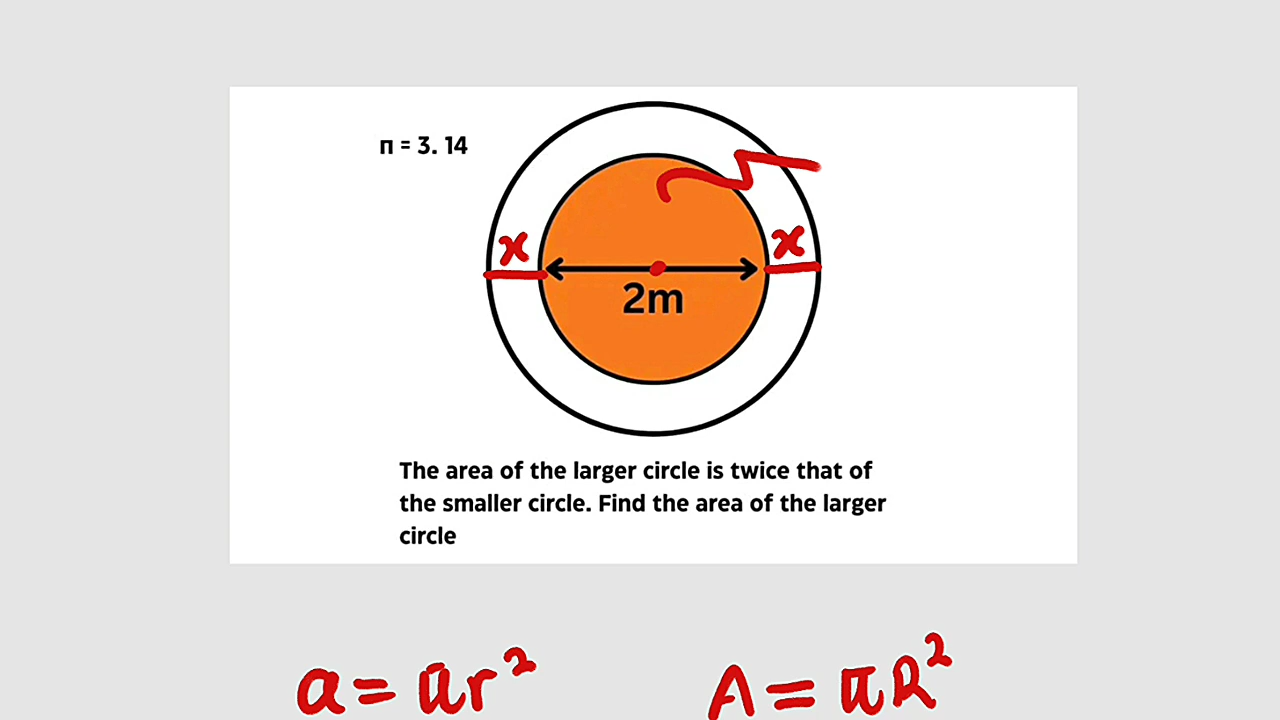 π = 3. 14
x x
2m
The area of the larger circle is twice that of
the smaller circle. Find the area of the larger
circle
a = πr² A = πR²